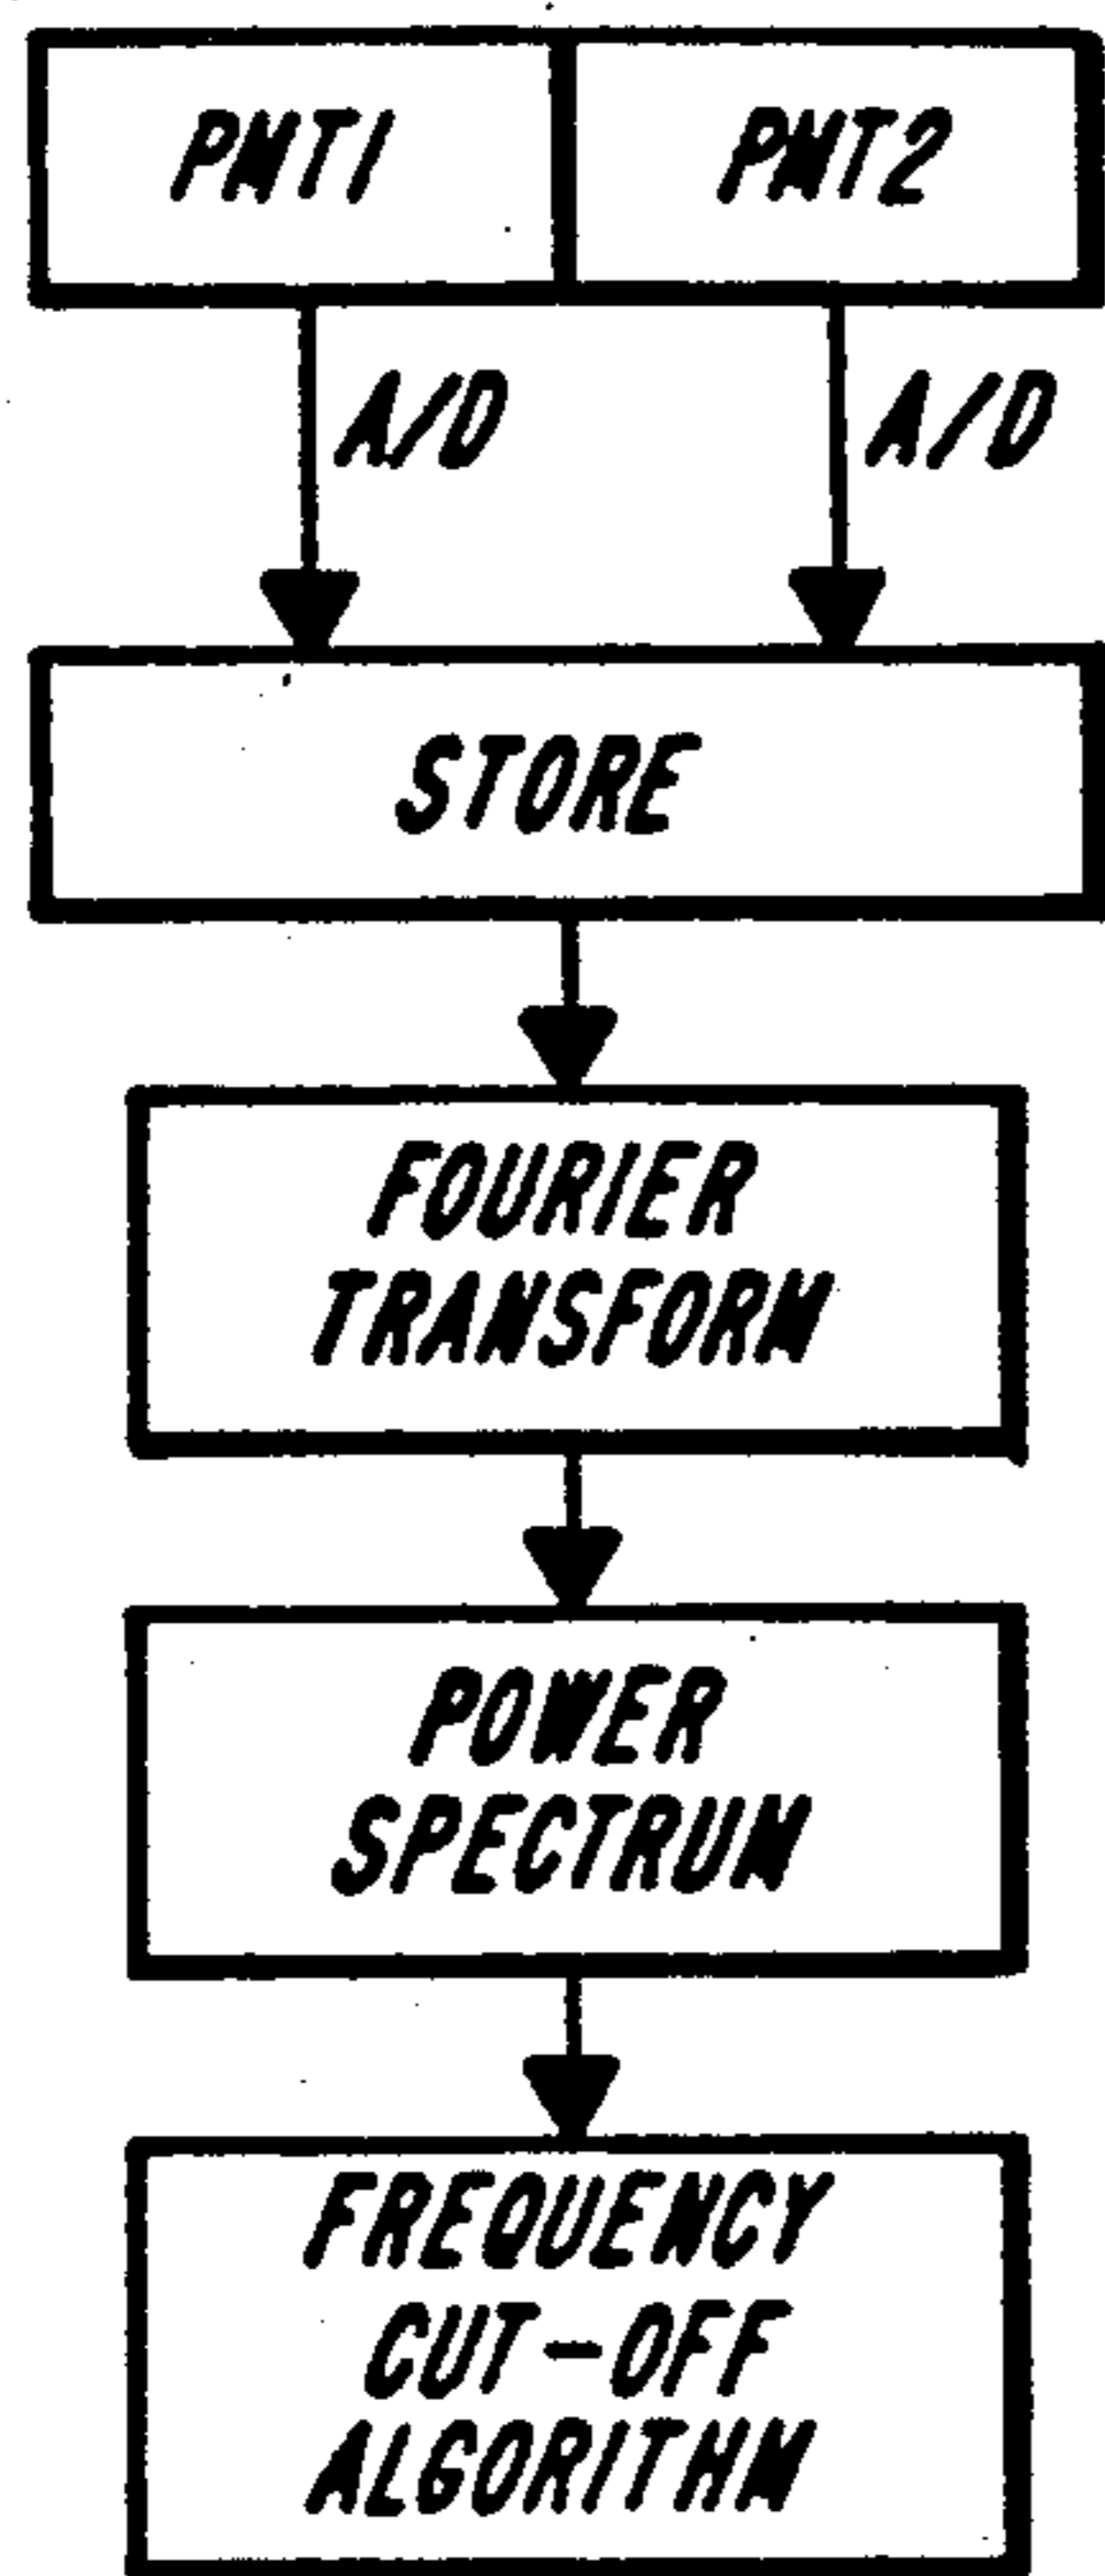 PMT1 PMT2
A/D A/D
STORE
FOURIER
TRANSFORM
POWER
SPECTRUM
FREQUENCY
CUT-OFF
ALGORITHM